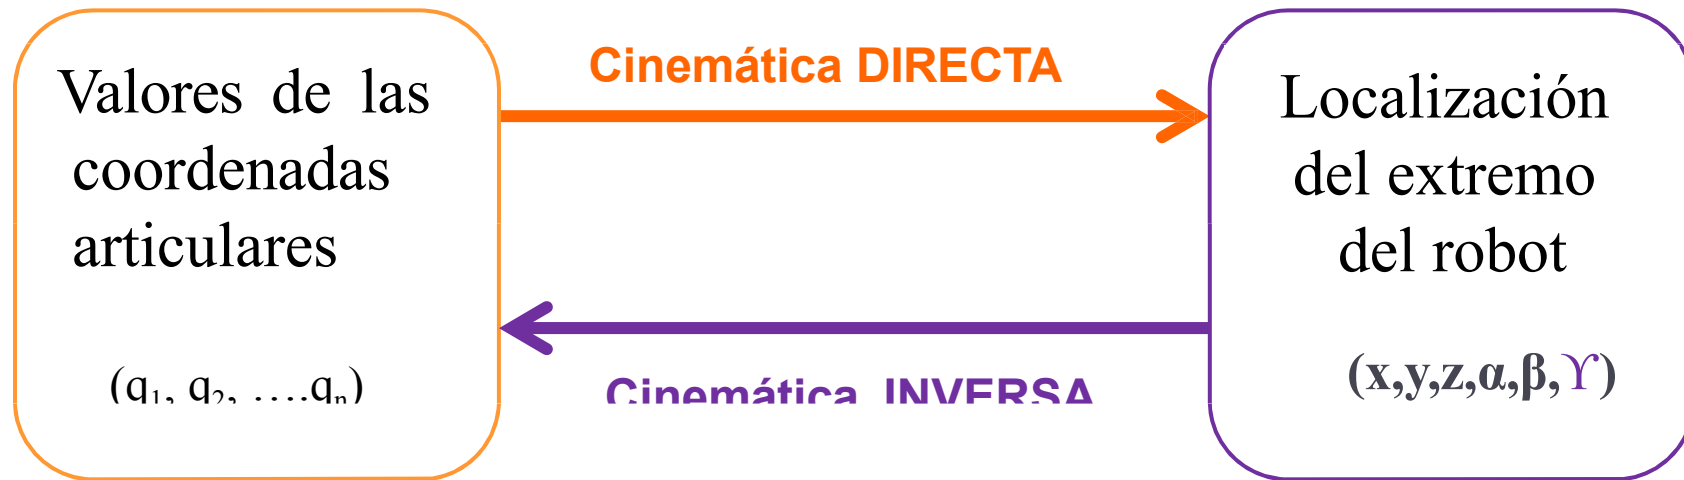 Valores de las
coordenadas
articulares
(q₁, q₂, ….qₙ)
Cinemática DIRECTA
Cinemática INVERSA
Localización
del extremo
del robot
(x,y,z,α,β,ϒ)